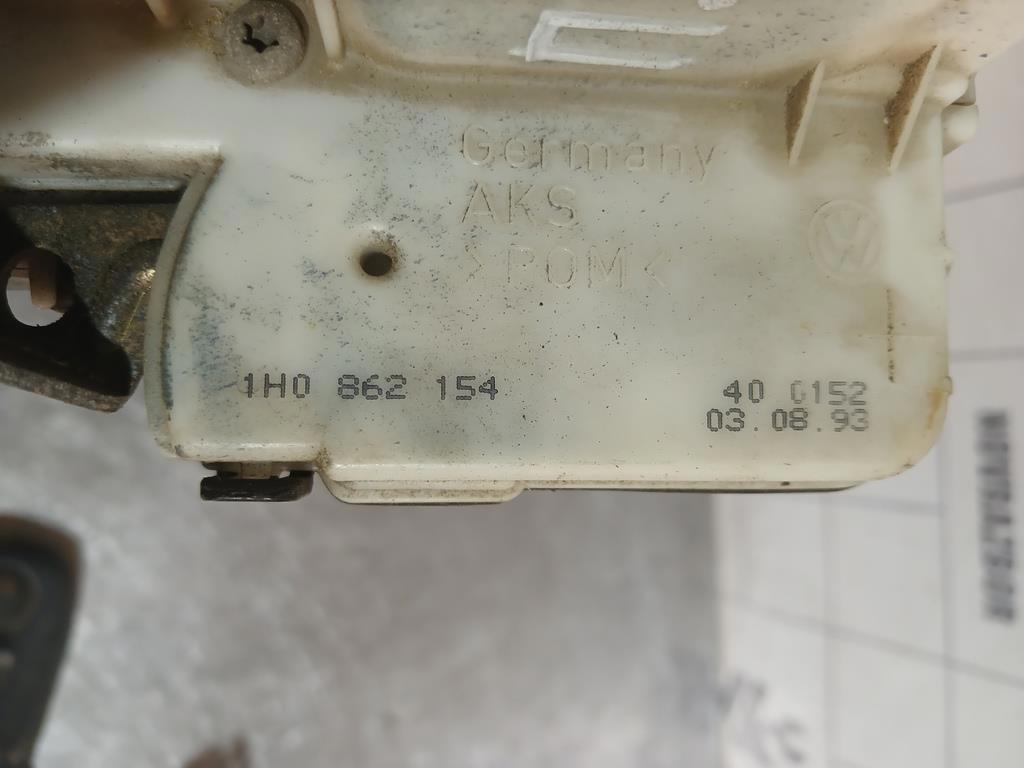 Germany
AKS
>POM<
1H0 862 154
40 0152
03.08.93